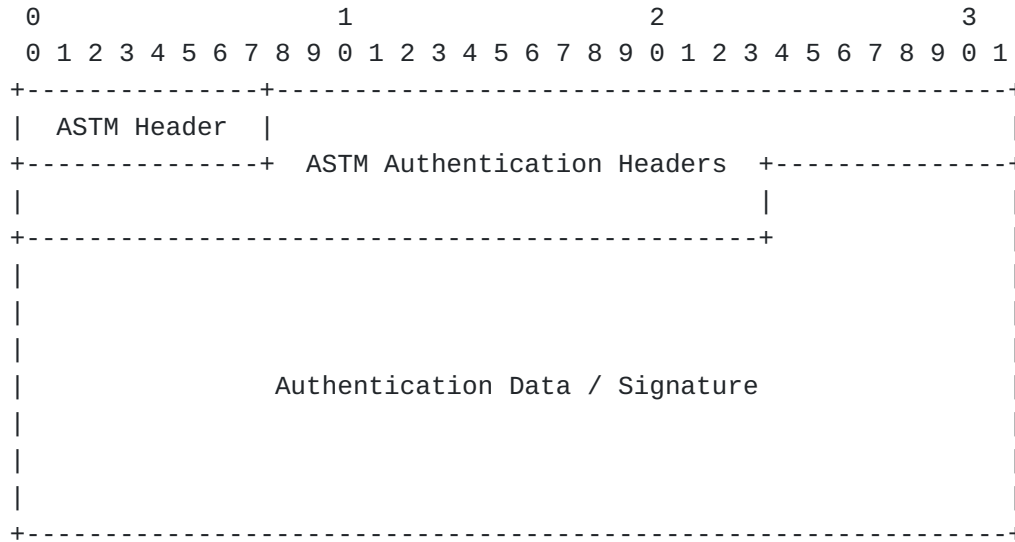 0                   1                   2                   3
 0 1 2 3 4 5 6 7 8 9 0 1 2 3 4 5 6 7 8 9 0 1 2 3 4 5 6 7 8 9 0 1
+---------------+-----------------------------------------------+
|  ASTM Header  |                                               |
+---------------+  ASTM Authentication Headers  +---------------+
|                                               |               |
+-----------------------------------------------+               |
|                                                               |
|                                                               |
|                                                               |
|                Authentication Data / Signature                |
|                                                               |
|                                                               |
|                                                               |
+---------------------------------------------------------------+